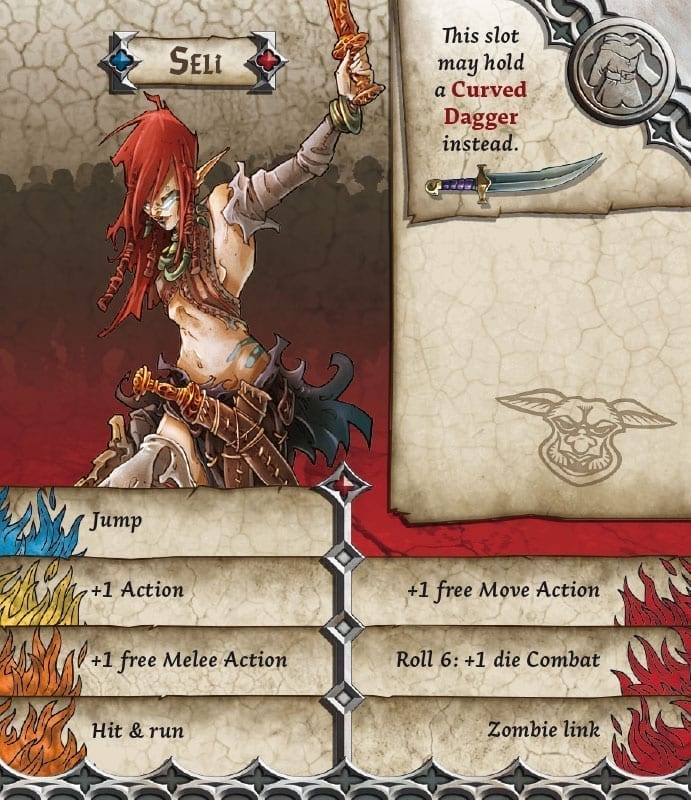 Seli
This slot
may hold
a Curved
Dagger
instead.
Jump
+1 Action
+1 free Melee Action
Hit & run
+1 free Move Action
Roll 6: +1 die Combat
Zombie link